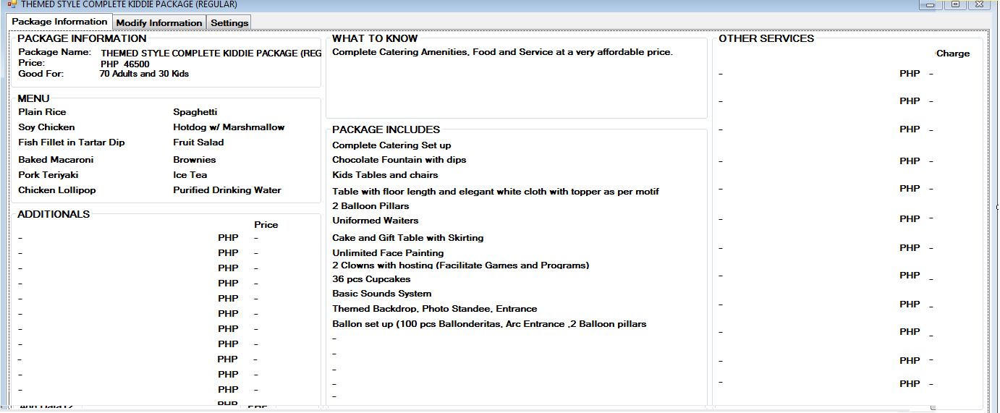 THEMED STYLE COMPLETE KIDDIE PACKAGE (REGULAR)
Package Information Modify Information Settings
PACKAGE INFORMATION
Package Name: THEMED STYLE COMPLETE KIDDIE PACKAGE (REG
Price: PHP 46500
Good For: 70 Adults and 30 Kids
MENU
Plain Rice Spaghetti
Soy Chicken Hotdog w/ Marshmallow
Fish Fillet in Tartar Dip Fruit Salad
Baked Macaroni Brownies
Pork Teriyaki Ice Tea
Chicken Lollipop Purified Drinking Water
ADDITIONALS
Price
- PHP -
- PHP -
- PHP -
- PHP -
- PHP -
- PHP -
- PHP -
- PHP -
- PHP -
- PHP -
- PHP -
PHP
PHP
WHAT TO KNOW
Complete Catering Amenities, Food and Service at a very affordable price.
PACKAGE INCLUDES
Complete Catering Set up
Chocolate Fountain with dips
Kids Tables and chairs
Table with floor length and elegant white cloth with topper as per motif
2 Balloon Pillars
Uniformed Waiters
Cake and Gift Table with Skirting
Unlimited Face Painting
2 Clowns with hosting (Facilitate Games and Programs)
36 pcs Cupcakes
Basic Sounds System
Themed Backdrop, Photo Standee, Entrance
Ballon set up (100 pcs Ballonderitas, Arc Entrance ,2 Balloon pillars
-
-
-
-
-
OTHER SERVICES
Charge
- PHP -
- PHP -
- PHP -
- PHP -
- PHP -
- PHP -
- PHP -
- PHP -
- PHP -
- PHP -
- PHP -
- PHP -